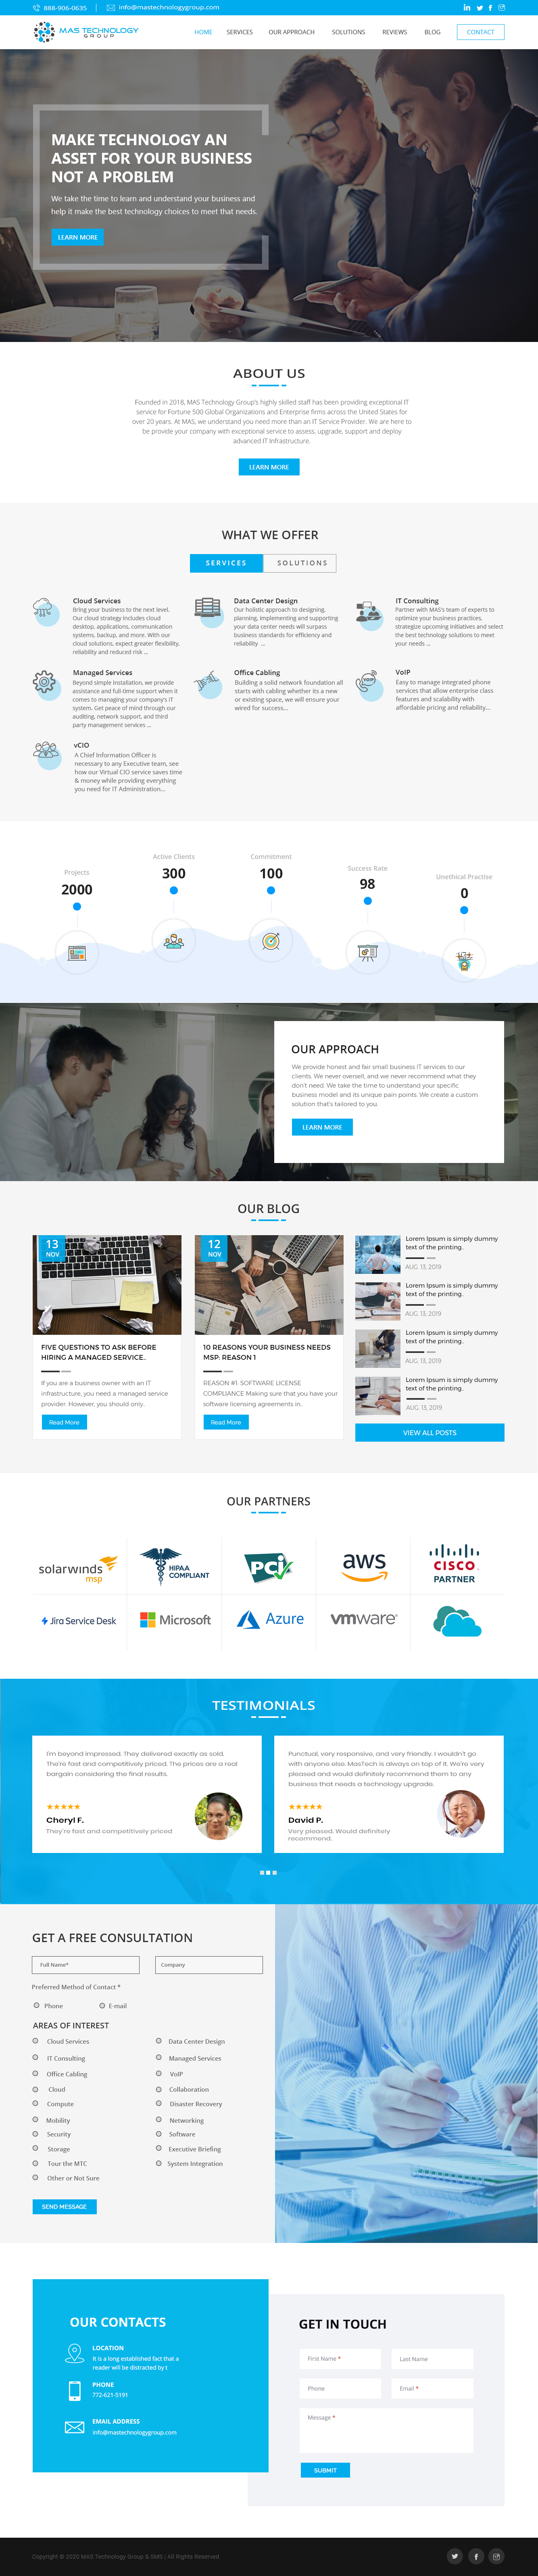 888-906-0635
info@mastechnologygroup.com
MAS TECHNOLOGY
GROUP
HOME
SERVICES
OUR APPROACH
SOLUTIONS
REVIEWS
BLOG
CONTACT
MAKE TECHNOLOGY AN
ASSET FOR YOUR BUSINESS
NOT A PROBLEM
We take the time to learn and understand your business and
help it make the best technology choices to meet that needs.
LEARN MORE
ABOUT US
Founded in 2018, MAS Technology Group's highly skilled staff has been providing exceptional IT
service for Fortune 500 Global Organizations and Enterprise firms across the United States for
over 20 years. At MAS, we understand you need more than an IT Service Provider. We are here to
be provide your company with exceptional service to assess, upgrade, support and deploy
advanced IT Infrastructure.
LEARN MORE
WHAT WE OFFER
SERVICES
SOLUTIONS
Cloud Services
Bring your business to the next level.
Our cloud strategy includes cloud
desktop, applications, communication
systems, backup, and more. With our
cloud solutions, expect greater flexibility,
reliability and reduced risk ...
Data Center Design
Our holistic approach to designing,
planning, implementing and supporting
your data center needs will surpass
business standards for efficiency and
reliability ...
IT Consulting
Partner with MAS's team of experts to
optimize your business practices,
strategize upcoming initiatives and select
the best technology solutions to meet
your needs ...
Managed Services
Beyond simple installation, we provide
assistance and full-time support when it
comes to managing your company's IT
system. Get peace of mind through our
auditing, network support, and third
party management services ...
Office Cabling
Building a solid network foundation all
starts with cabling whether its a new
or existing space, we will ensure your
wired for success...
VoIP
VoIP
Easy to manage integrated phone
services that allow enterprise class
features and scalability with
affordable pricing and reliability...
vCIO
A Chief Information Officer is
necessary to any Executive team, see
how our Virtual CIO service saves time
& money while providing everything
you need for IT Administration...
Projects
2000
Active Clients
300
Commitment
100
Success Rate
98
Unethical Practise
0
OUR APPROACH
We provide honest and fair small business IT services to our
clients. We never oversell, and we never recommend what they
don't need. We take the time to understand your specific
business model and its unique pain points. We create a custom
solution that's tailored to you.
LEARN MORE
OUR BLOG
13
NOV
FIVE QUESTIONS TO ASK BEFORE
HIRING A MANAGED SERVICE..
If you are a business owner with an IT
infrastructure, you need a managed service
provider. However, you should only..
Read More
12
NOV
10 REASONS YOUR BUSINESS NEEDS
MSP: REASON 1
REASON #1: SOFTWARE LICENSE
COMPLIANCE Making sure that you have your
software licensing agreements in..
Read More
Lorem Ipsum is simply dummy
text of the printing..
AUG. 13, 2019
Lorem Ipsum is simply dummy
text of the printing..
AUG. 13, 2019
Lorem Ipsum is simply dummy
text of the printing..
AUG. 13, 2019
Lorem Ipsum is simply dummy
text of the printing..
AUG. 13, 2019
VIEW ALL POSTS
OUR PARTNERS
solarwinds
msp
HIPAA
COMPLIANT
PCi
aws
CISCO
PARTNER
Jira Service Desk
Microsoft
Azure
vmware
TESTIMONIALS
I'm beyond impressed. They delivered exactly as sold.
The're fast and competitively priced. The prices are a real
bargain considering the final results.
Cheryl F.
They're fast and competitively priced
Punctual, very responsive, and very friendly. I wouldn't go
with anyone else. MasTech is always on top of it. We're very
pleased and would definitely recommend them to any
business that needs a technology upgrade.
David P.
Very pleased. Would definitely
recommend.
GET A FREE CONSULTATION
Full Name*
Company
Preferred Method of Contact *
Phone
E-mail
AREAS OF INTEREST
Cloud Services
Data Center Design
IT Consulting
Managed Services
Office Cabling
VoIP
Cloud
Collaboration
Compute
Disaster Recovery
Mobility
Networking
Security
Software
Storage
Executive Briefing
Tour the MTC
System Integration
Other or Not Sure
SEND MESSAGE
OUR CONTACTS
LOCATION
It is a long established fact that a
reader will be distracted by t
PHONE
772-621-5191
EMAIL ADDRESS
info@mastechnologygroup.com
GET IN TOUCH
First Name *
Last Name
Phone
Email *
Message *
SUBMIT
Copyright © 2020 MAS Technology Group & SMS | All Rights Reserved